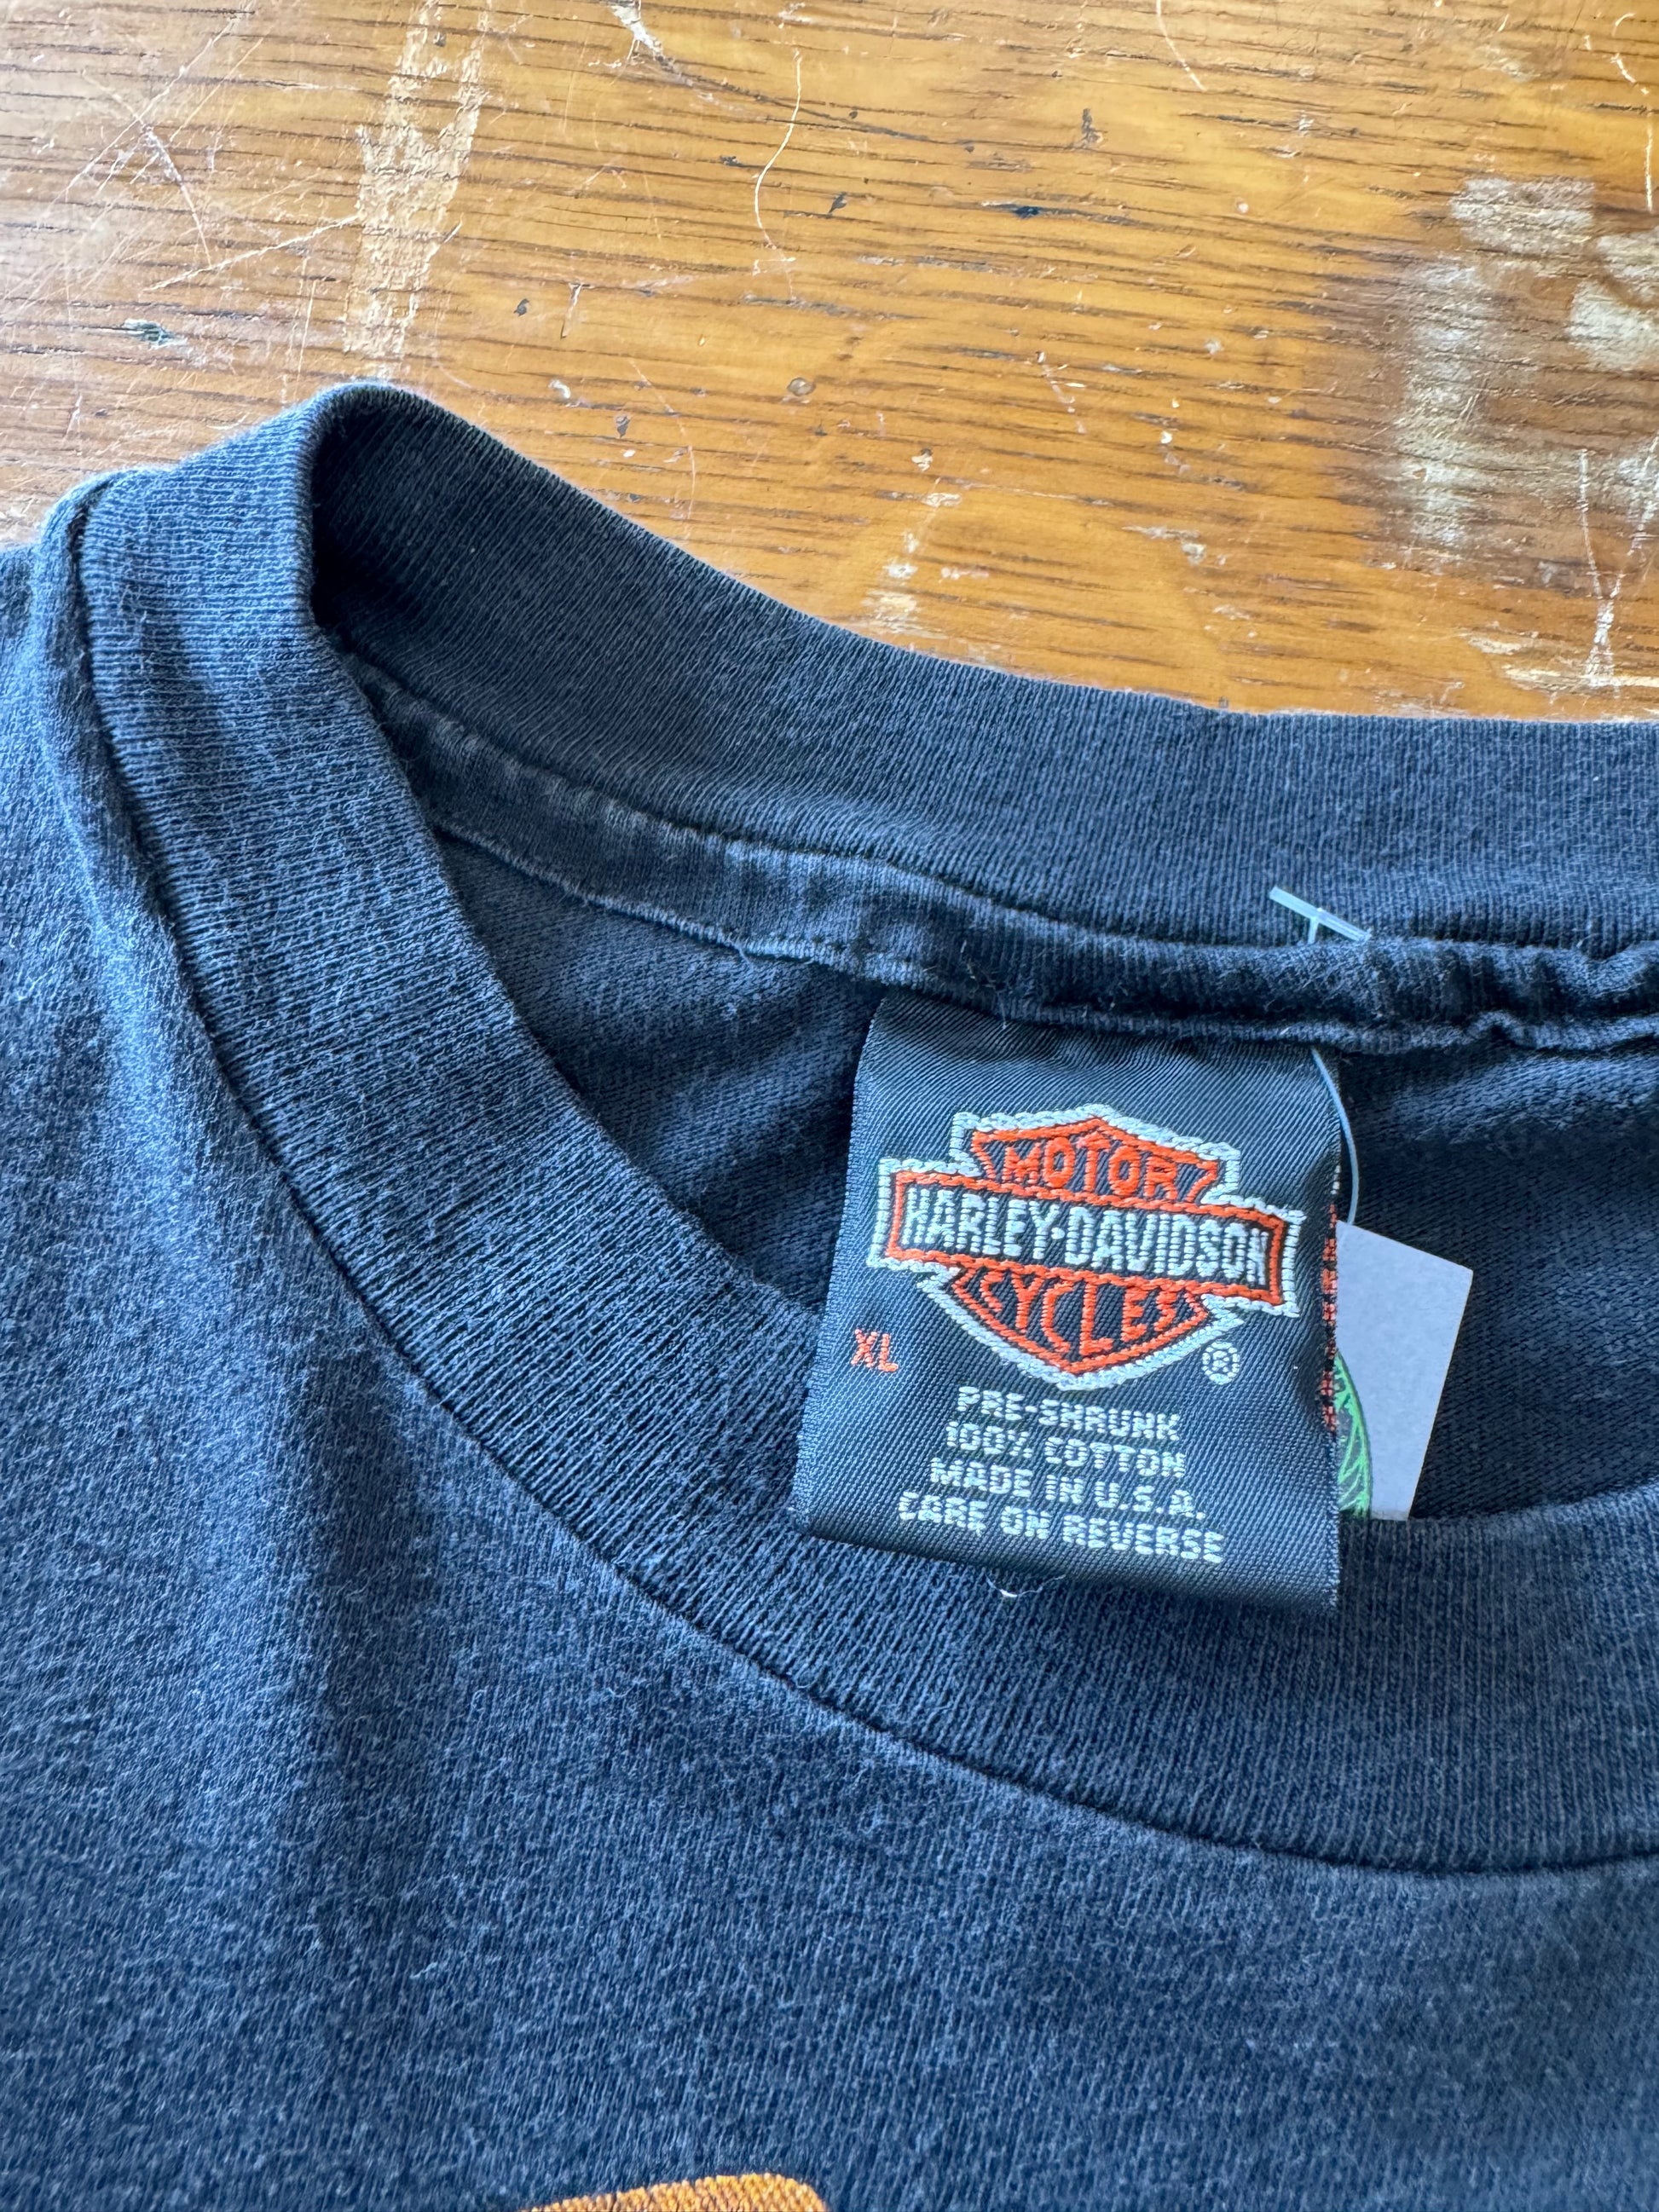 MOTOR
HARLEY-DAVIDSON
CYCLES
XL
®
PRE-SHRUNK
100% COTTON
MADE IN U.S.A.
CARE ON REVERSE